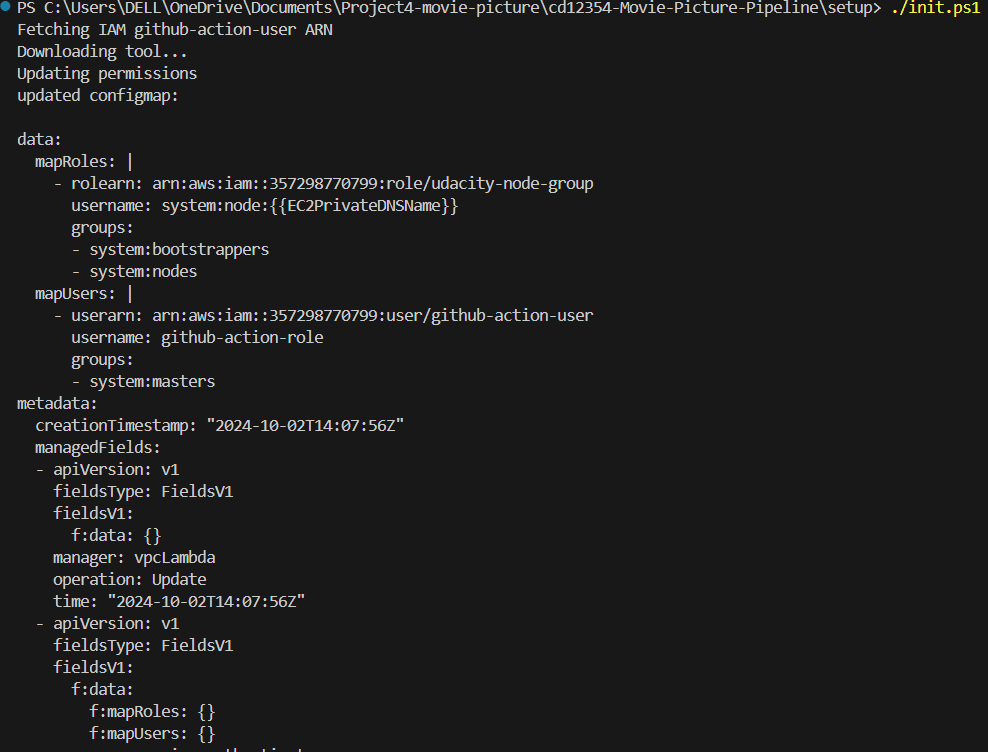 PS C:\Users\DELL\OneDrive\Documents\Project4-movie-picture\cd12354-Movie-Picture-Pipeline\setup> ./init.ps1
Fetching IAM github-action-user ARN
Downloading tool...
Updating permissions
updated configmap:

data:
  mapRoles: |
    - rolearn: arn:aws:iam::357298770799:role/udacity-node-group
      username: system:node:{{EC2PrivateDNSName}}
      groups:
      - system:bootstrappers
      - system:nodes
  mapUsers: |
    - userarn: arn:aws:iam::357298770799:user/github-action-user
      username: github-action-role
      groups:
      - system:masters
metadata:
  creationTimestamp: "2024-10-02T14:07:56Z"
  managedFields:
  - apiVersion: v1
    fieldsType: FieldsV1
    fieldsV1:
      f:data: {}
    manager: vpcLambda
    operation: Update
    time: "2024-10-02T14:07:56Z"
  - apiVersion: v1
    fieldsType: FieldsV1
    fieldsV1:
      f:data:
        f:mapRoles: {}
        f:mapUsers: {}